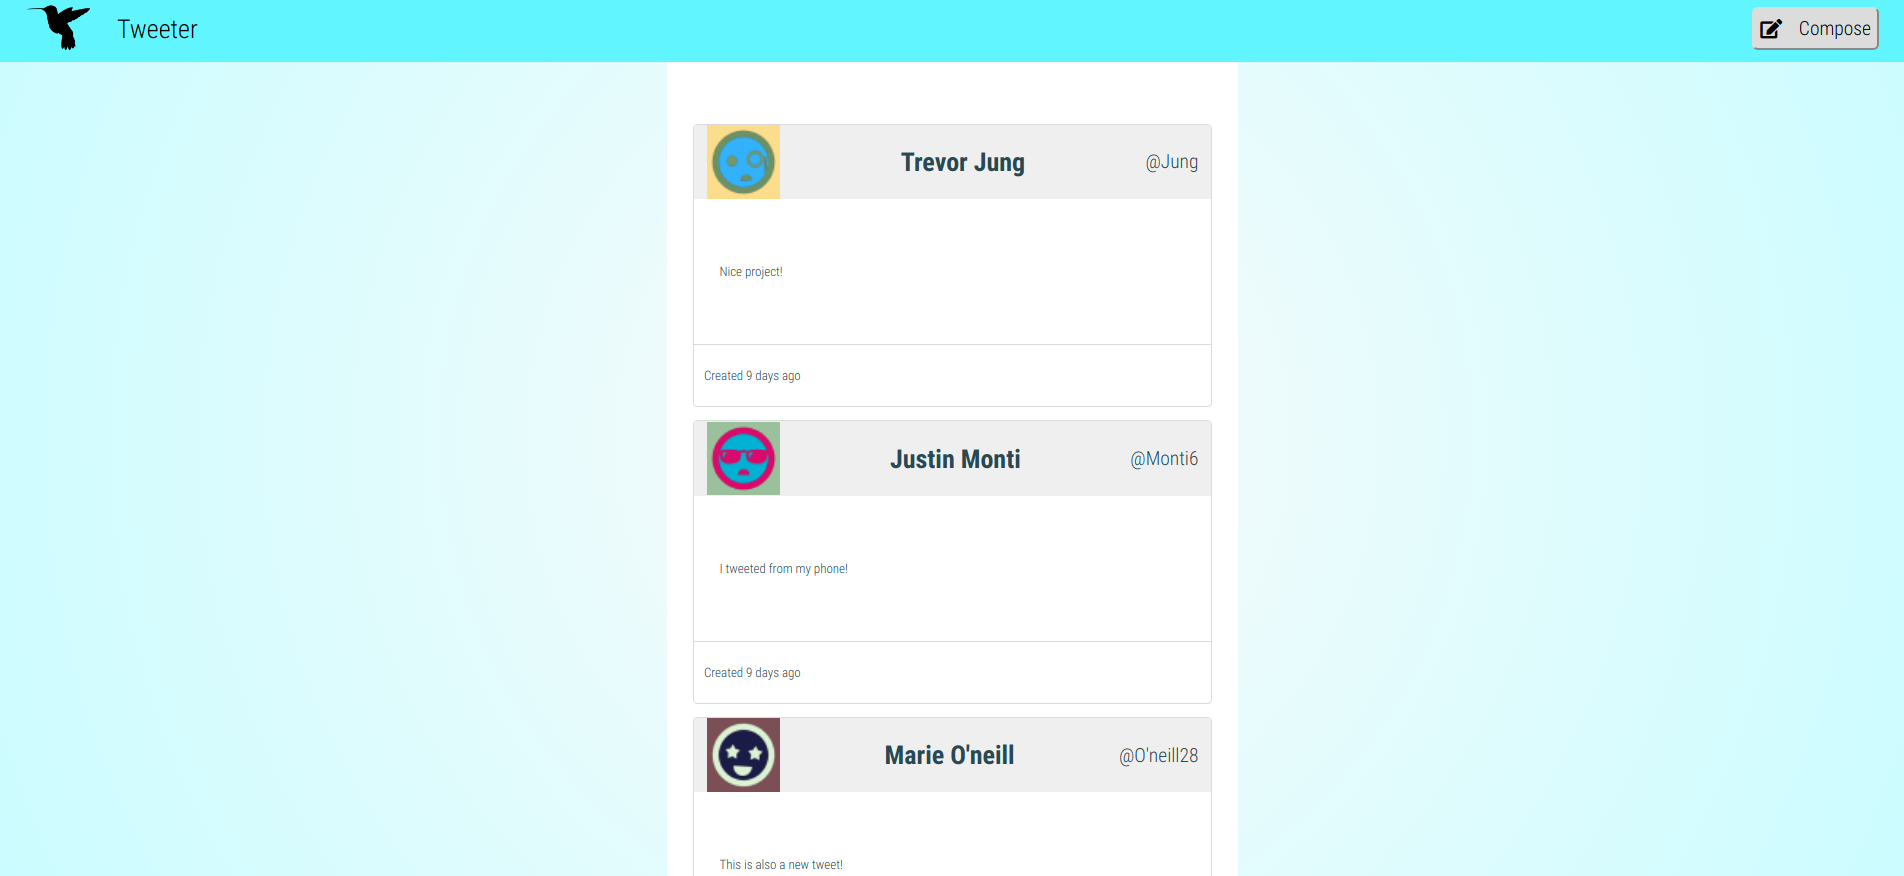 Tweeter
Compose
Trevor Jung
@Jung
Nice project!
Created 9 days ago
Justin Monti
@Monti6
I tweeted from my phone!
Created 9 days ago
Marie O'neill
@O'neill28
This is also a new tweet!